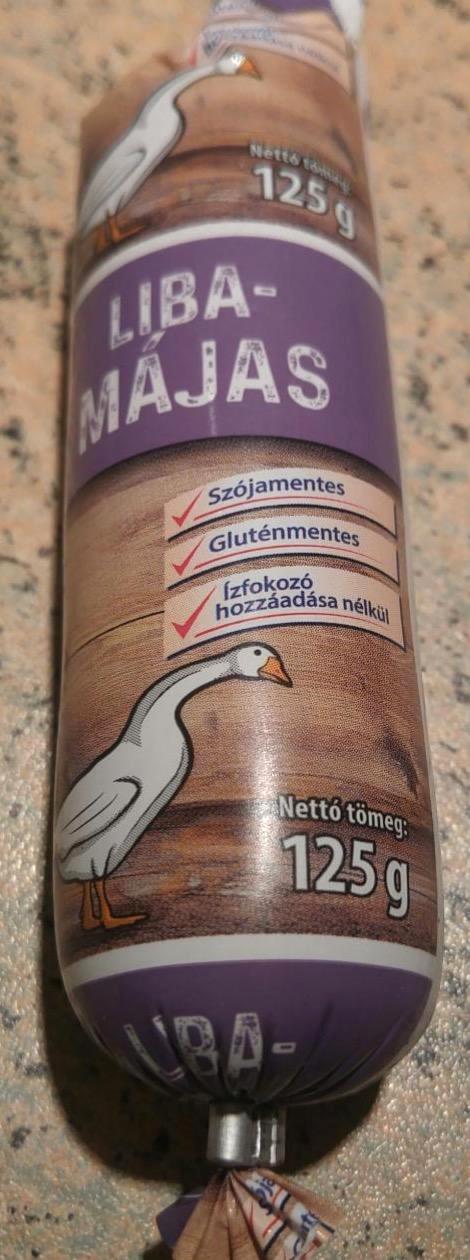 Nettó tömeg:
125 g
LIBA-
MÁJAS
Szójamentes
Gluténmentes
Ízfokozó
hozzáadása nélkül
Nettó tömeg:
125 g
LIBA-